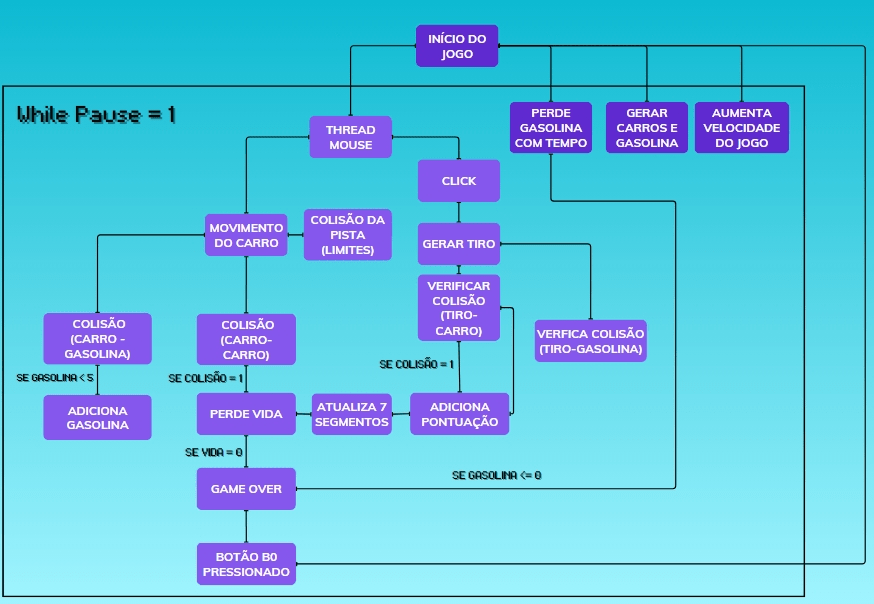 INÍCIO DO
JOGO
While Pause = 1
PERDE
GASOLINA
COM TEMPO
GERAR
CARROS E
GASOLINA
AUMENTA
VELOCIDADE
DO JOGO
THREAD
MOUSE
CLICK
MOVIMENTO
DO CARRO
COLISÃO DA
PISTA
(LIMITES)
GERAR TIRO
VERIFICAR
COLISÃO
(TIRO-
CARRO)
COLISÃO
(CARRO -
GASOLINA)
COLISÃO
(CARRO-
CARRO)
VERFICA COLISÃO
(TIRO-GASOLINA)
SE GASOLINA < 5
SE COLISÃO = 1
SE COLISÃO = 1
ADICIONA
GASOLINA
PERDE VIDA
ATUALIZA 7
SEGMENTOS
ADICIONA
PONTUAÇÃO
SE VIDA = 0
SE GASOLINA <= 0
GAME OVER
BOTÃO B0
PRESSIONADO